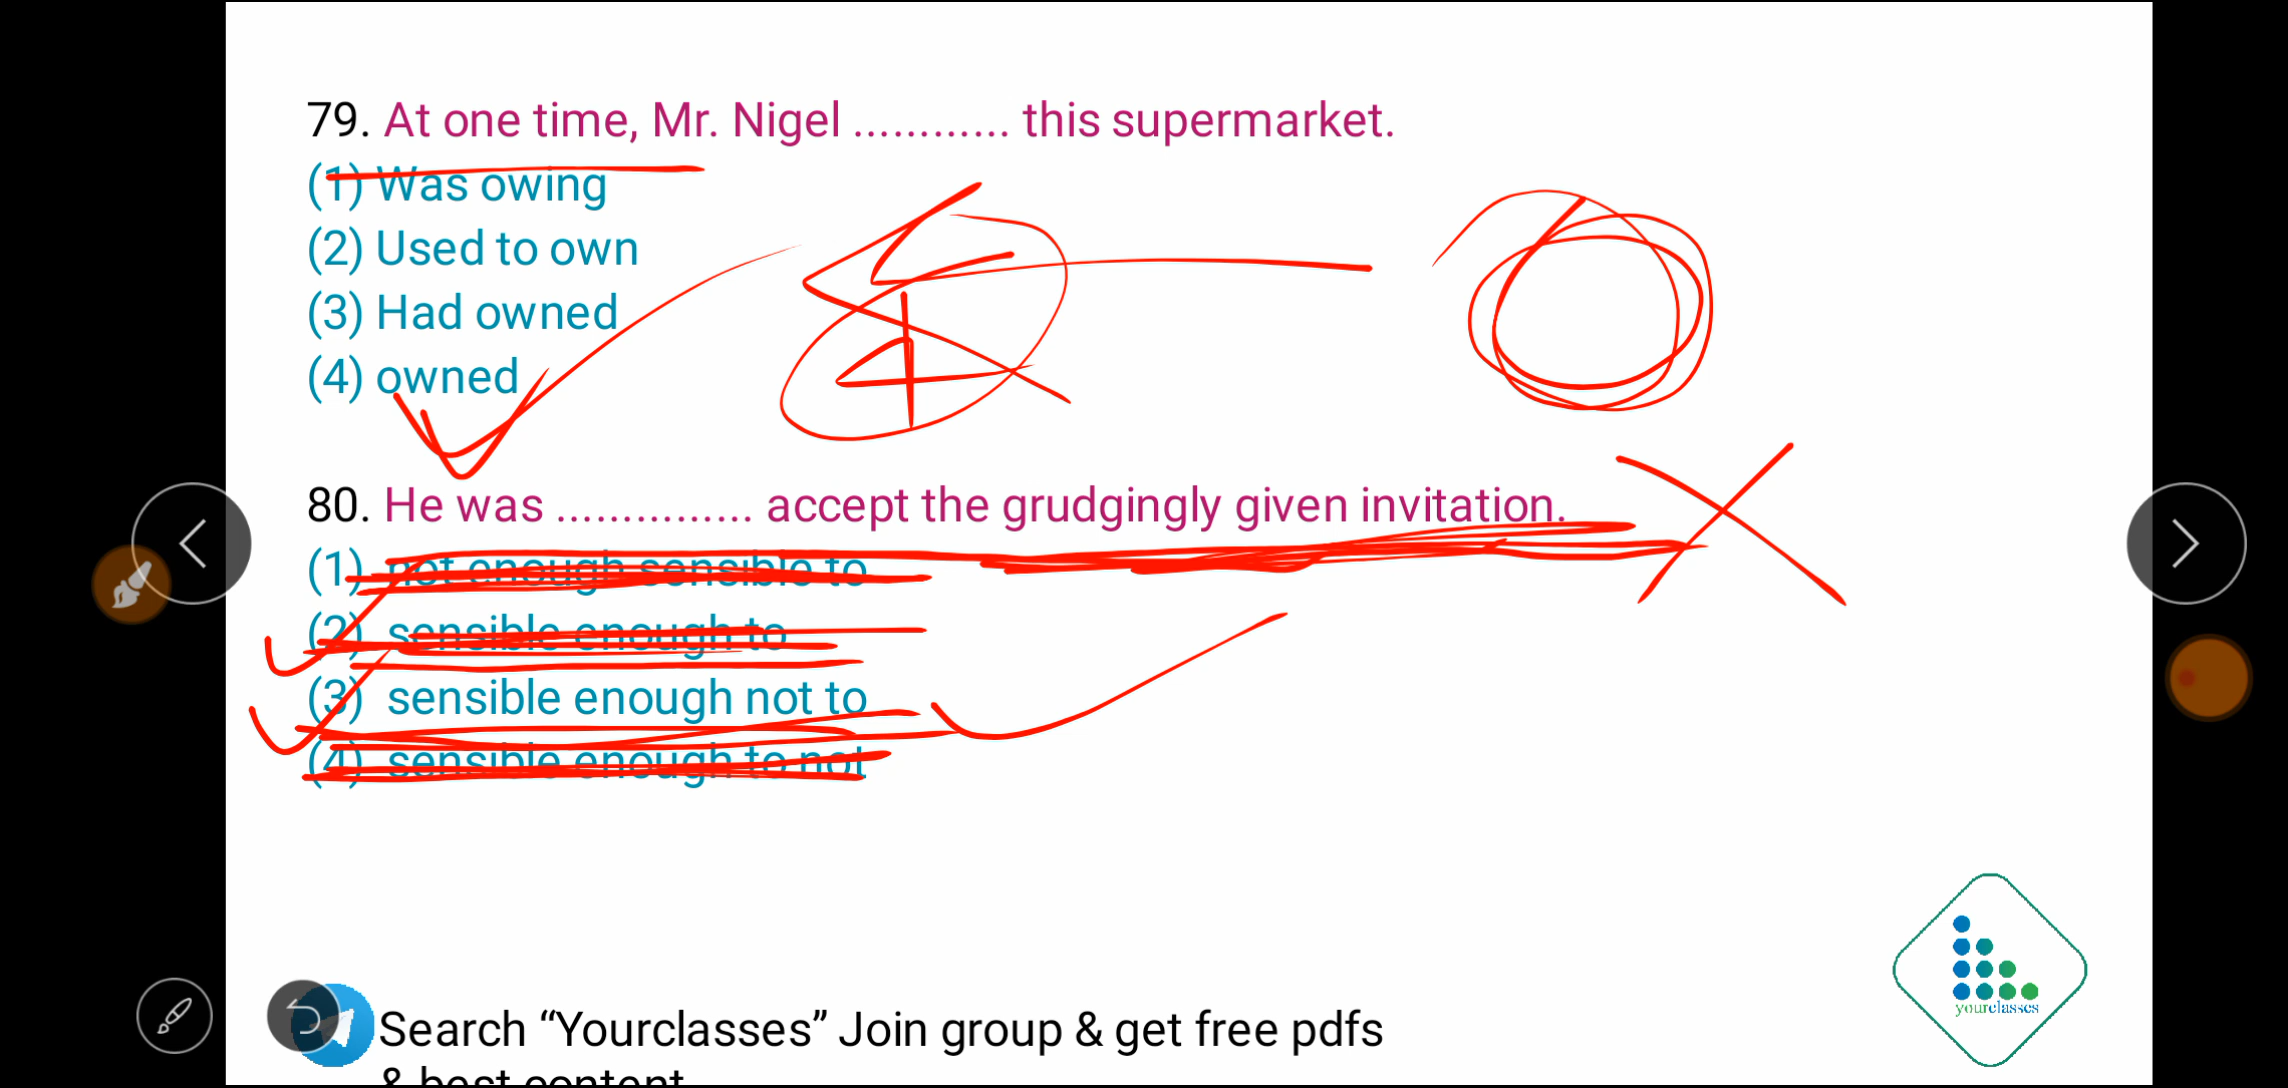 79. At one time, Mr. Nigel ............ this supermarket.
(1) Was owing
(2) Used to own
(3) Had owned
(4) owned
80. He was ............... accept the grudgingly given invitation.
(1) not enough sensible to
(2) sensible enough to
(3) sensible enough not to
(4) sensible enough to not
yourclasses
Search “Yourclasses” Join group & get free pdfs
& best content